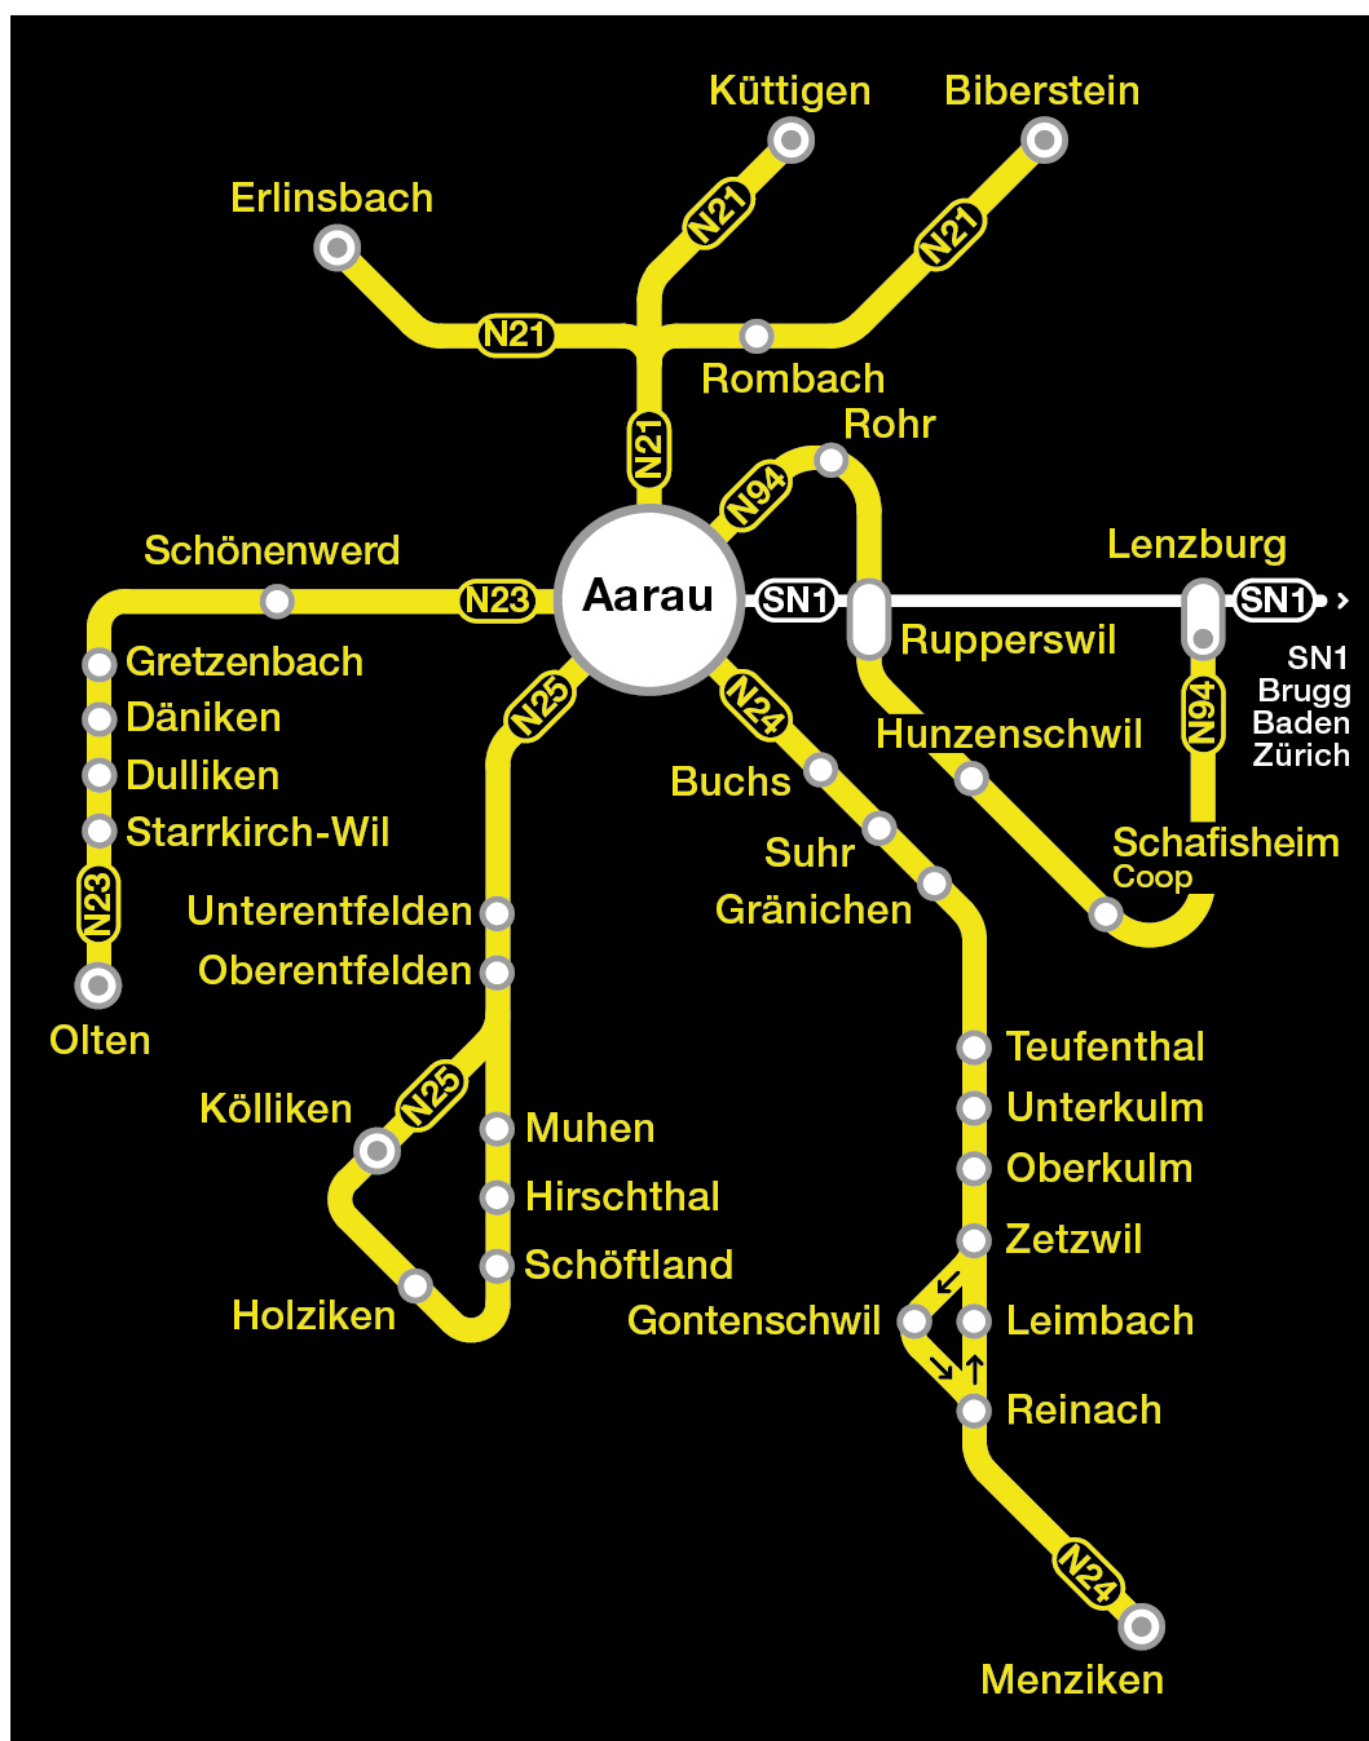 Küttigen
Biberstein
Erlinsbach
N21
N21
N21
Rombach
Rohr
N21
N94
Schönenwerd
Lenzburg
N23
Aarau
SN1
SN1
Rupperswil
SN1
Brugg
Baden
Zürich
Gretzenbach
N25
N24
N94
Däniken
Hunzenschwil
Dulliken
Buchs
Starrkirch-Wil
Suhr
Schafisheim
Coop
N23
Unterentfelden
Gränichen
Oberentfelden
Olten
Teufenthal
Kölliken
N25
Unterkulm
Muhen
Oberkulm
Hirschthal
Zetzwil
Schöftland
Holziken
Gontenschwil
Leimbach
Reinach
N24
Menziken